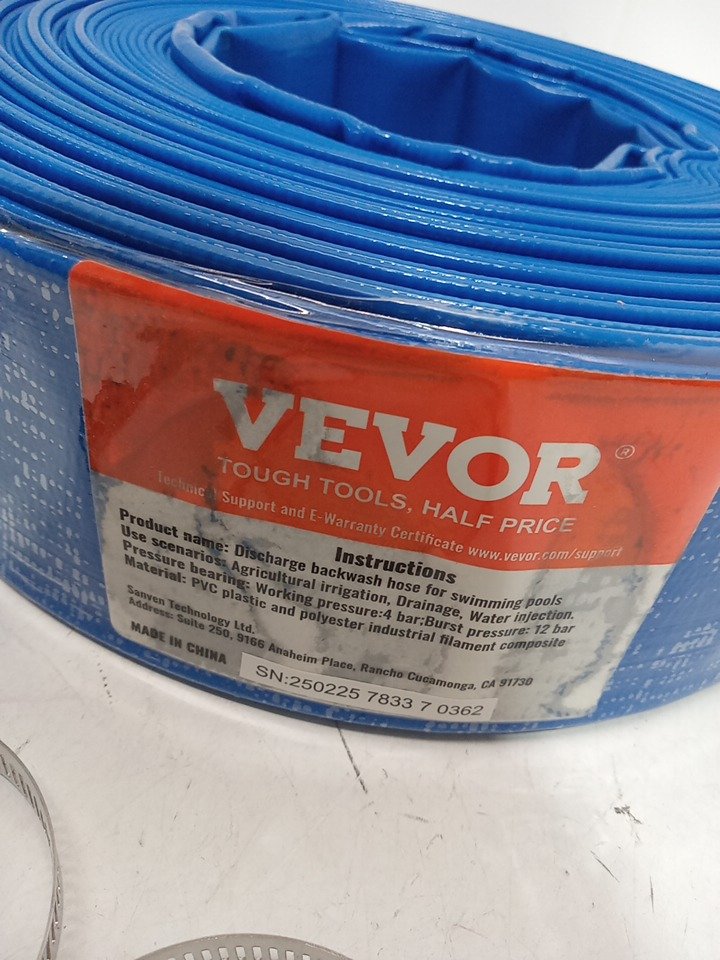 VEVOR®
TOUGH TOOLS, HALF PRICE
Technical Support and E-Warranty Certificate www.vevor.com/support
Instructions
Product name: Discharge backwash hose for swimming pools
Use scenarios: Agricultural irrigation, Drainage, Water injection.
Pressure bearing: Working pressure:4 bar;Burst pressure: 12 bar
Material: PVC plastic and polyester industrial filament composite
Sanven Technology Ltd.
Address: Suite 250, 9166 Anaheim Place, Rancho Cucamonga, CA 91730
MADE IN CHINA
SN:250225 7833 7 0362